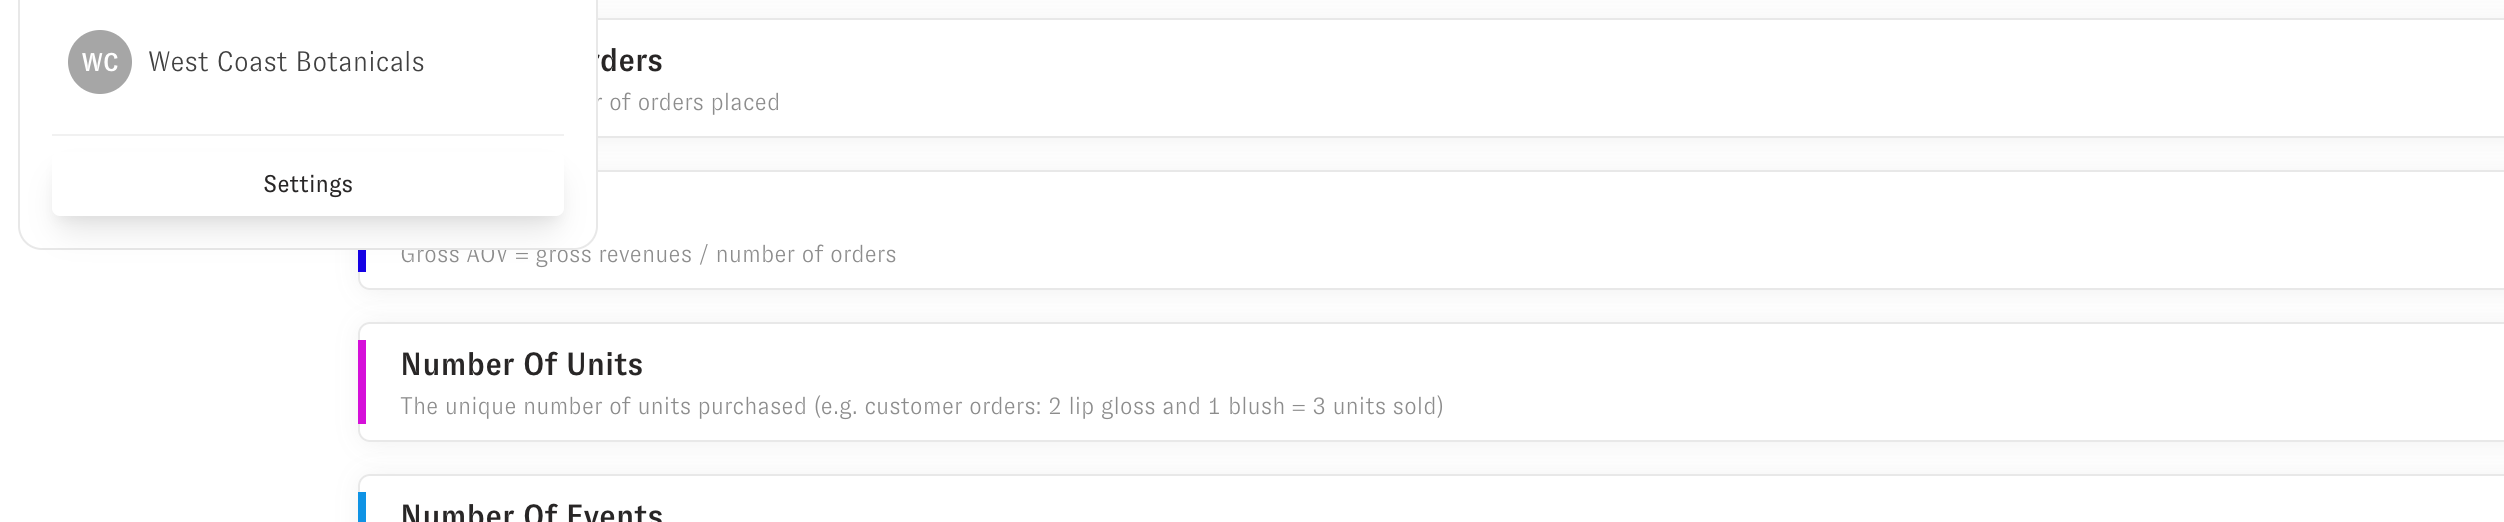 WC West Coast Botanicals
Settings
rders
of orders placed
Gross AOV = gross revenues / number of orders
Number Of Units
The unique number of units purchased (e.g. customer orders: 2 lip gloss and 1 blush = 3 units sold)
Number Of Events